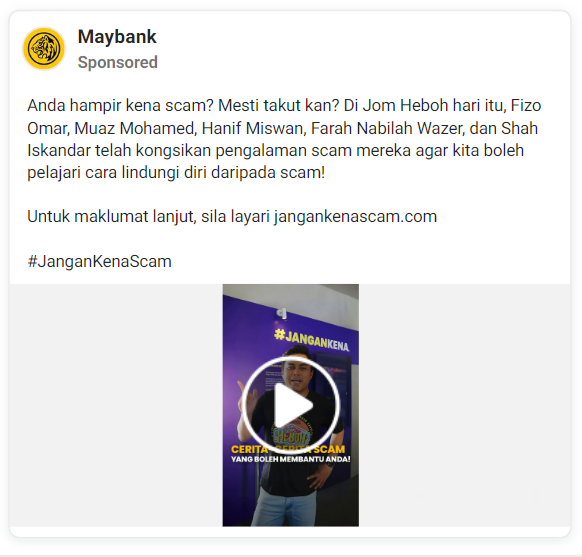 Maybank
Sponsored
Anda hampir kena scam? Mesti takut kan? Di Jom Heboh hari itu, Fizo
Omar, Muaz Mohamed, Hanif Miswan, Farah Nabilah Wazer, dan Shah
Iskandar telah kongsikan pengalaman scam mereka agar kita boleh
pelajari cara lindungi diri daripada scam!
Untuk maklumat lanjut, sila layari jangankenascam.com
#JanganKenaScam
#JANGANKENA
HEBOH
CERITA-CERITA SCAM
YANG BOLEH MEMBANTU ANDA!